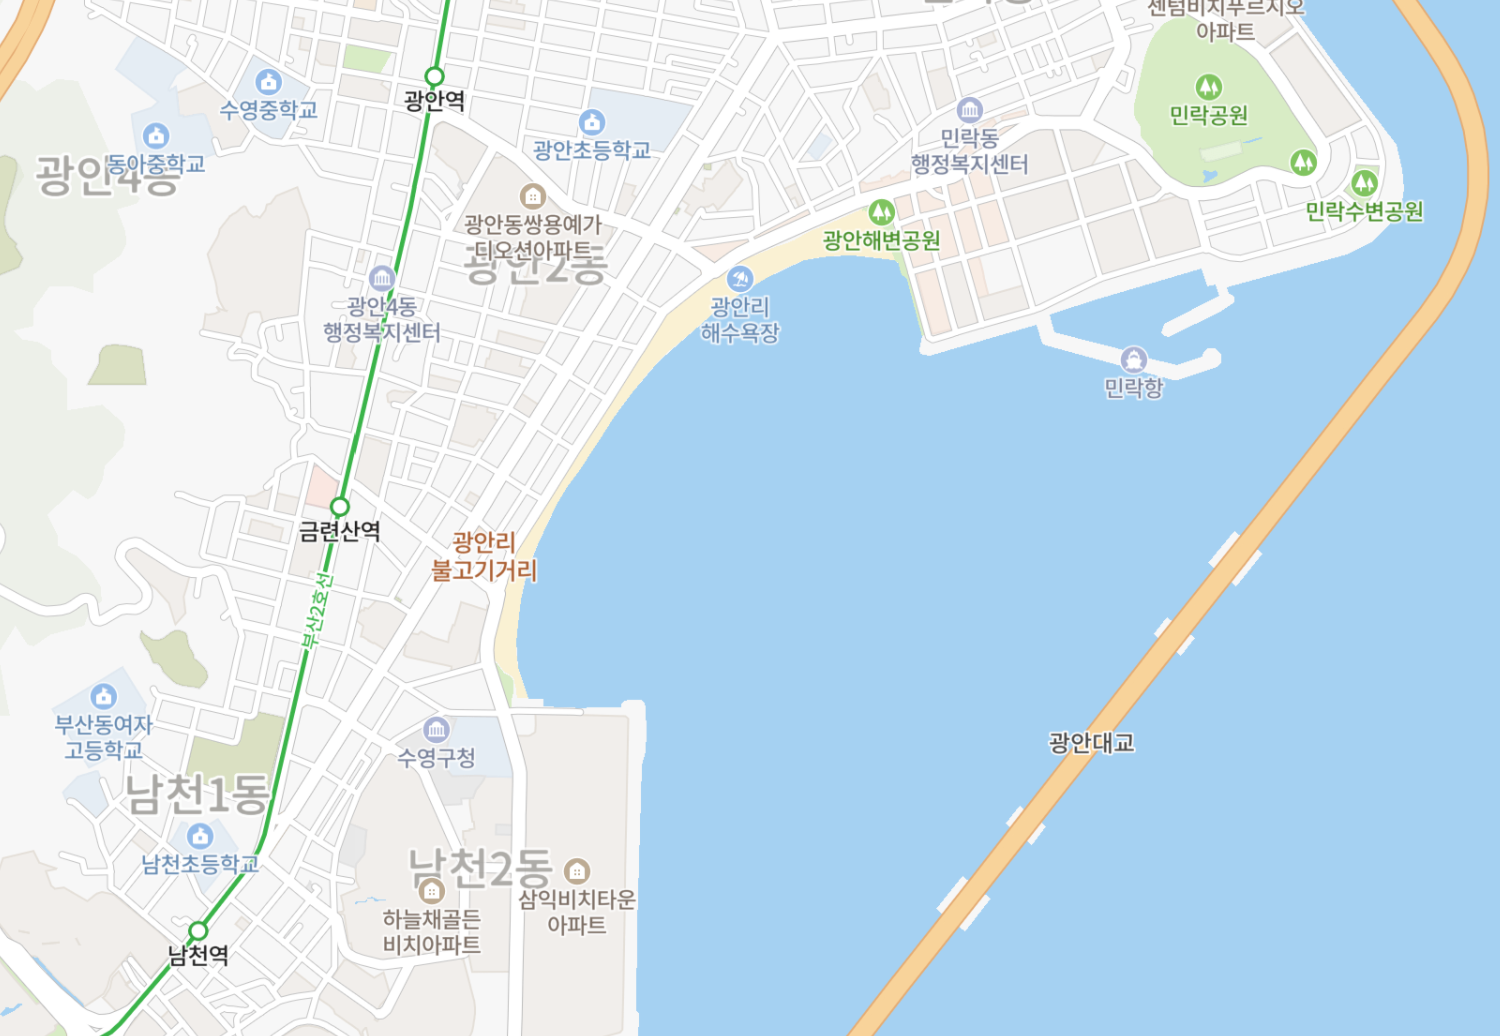 센텀비치푸르지오
아파트
수영중학교
광안역
민락공원
동아중학교
광안4동
광안초등학교
민락동
행정복지센터
민락수변공원
광안동쌍용예가
디오션아파트
광안2동
광안해변공원
광안4동
행정복지센터
광안리
해수욕장
민락항
금련산역
광안리
불고기거리
부산2호선
부산동여자
고등학교
수영구청
광안대교
남천1동
남천초등학교
남천2동
하늘채골든
비치아파트
삼익비치타운
아파트
남천역